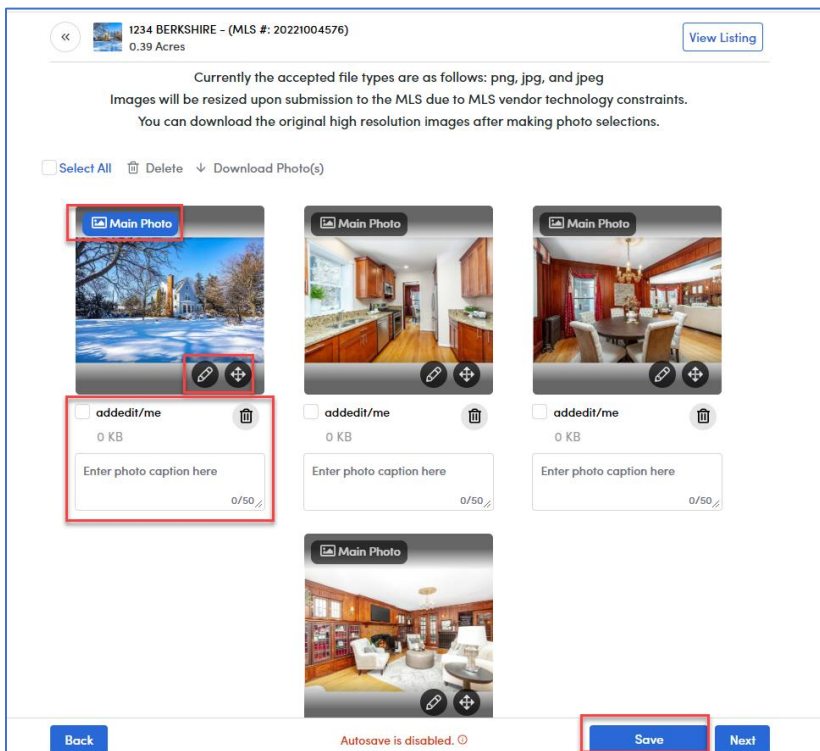 1234 BERKSHIRE - (MLS #: 20221004576)
0.39 Acres
View Listing
Currently the accepted file types are as follows: png, jpg, and jpeg
Images will be resized upon submission to the MLS due to MLS vendor technology constraints.
You can download the original high resolution images after making photo selections.
Select All Delete Download Photo(s)
Main Photo Main Photo Main Photo
addedit/me addedit/me addedit/me
0 KB 0 KB 0 KB
Enter photo caption here Enter photo caption here Enter photo caption here
0/50 0/50 0/50
Main Photo
Back Autosave is disabled. Save Next